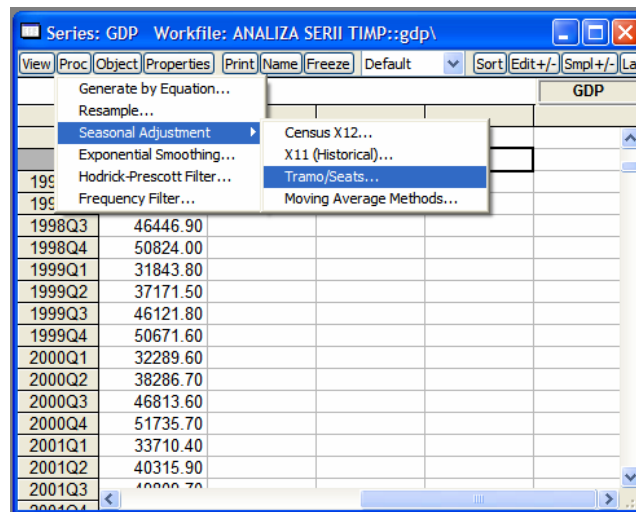 Series: GDP Workfile: ANALIZA SERII TIMP::gdp\
View Proc Object Properties Print Name Freeze Default Sort Edit+/- Smpl+/- La
GDP
Generate by Equation...
Resample...
Seasonal Adjustment
Exponential Smoothing...
Hodrick-Prescott Filter...
Frequency Filter...
Census X12...
X11 (Historical)...
Tramo/Seats...
Moving Average Methods...
199
199
1998Q3 46446.90
1998Q4 50824.00
1999Q1 31843.80
1999Q2 37171.50
1999Q3 46121.80
1999Q4 50671.60
2000Q1 32289.60
2000Q2 38286.70
2000Q3 46813.60
2000Q4 51735.70
2001Q1 33710.40
2001Q2 40315.90
2001Q3